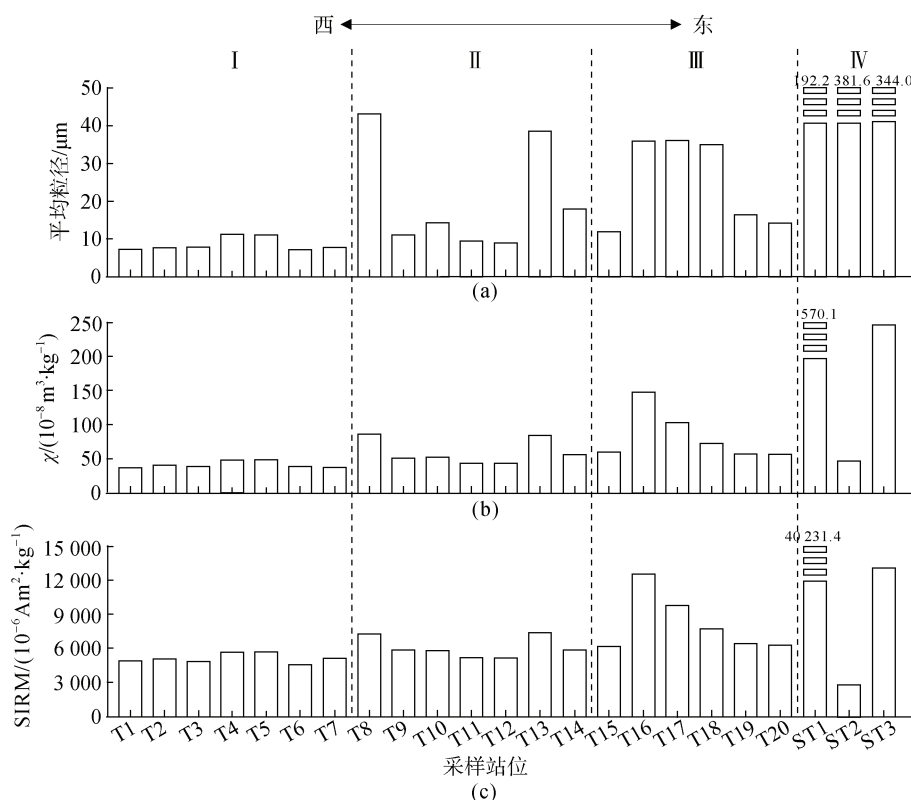 西 东
Ⅰ Ⅱ Ⅲ Ⅳ
192.2 381.6 344.0
平均粒径/μm
50
40
30
20
10
0
(a)
570.1
χ/(10⁻⁸m³·kg⁻¹)
250
200
150
100
50
0
(b)
40 231.4
SIRM/(10⁻⁶Am²·kg⁻¹)
15 000
12 000
9 000
6 000
3 000
0
T1 T2 T3 T4 T5 T6 T7 T8 T9 T10 T11 T12 T13 T14 T15 T16 T17 T18 T19 T20 ST1 ST2 ST3
采样站位
(c)